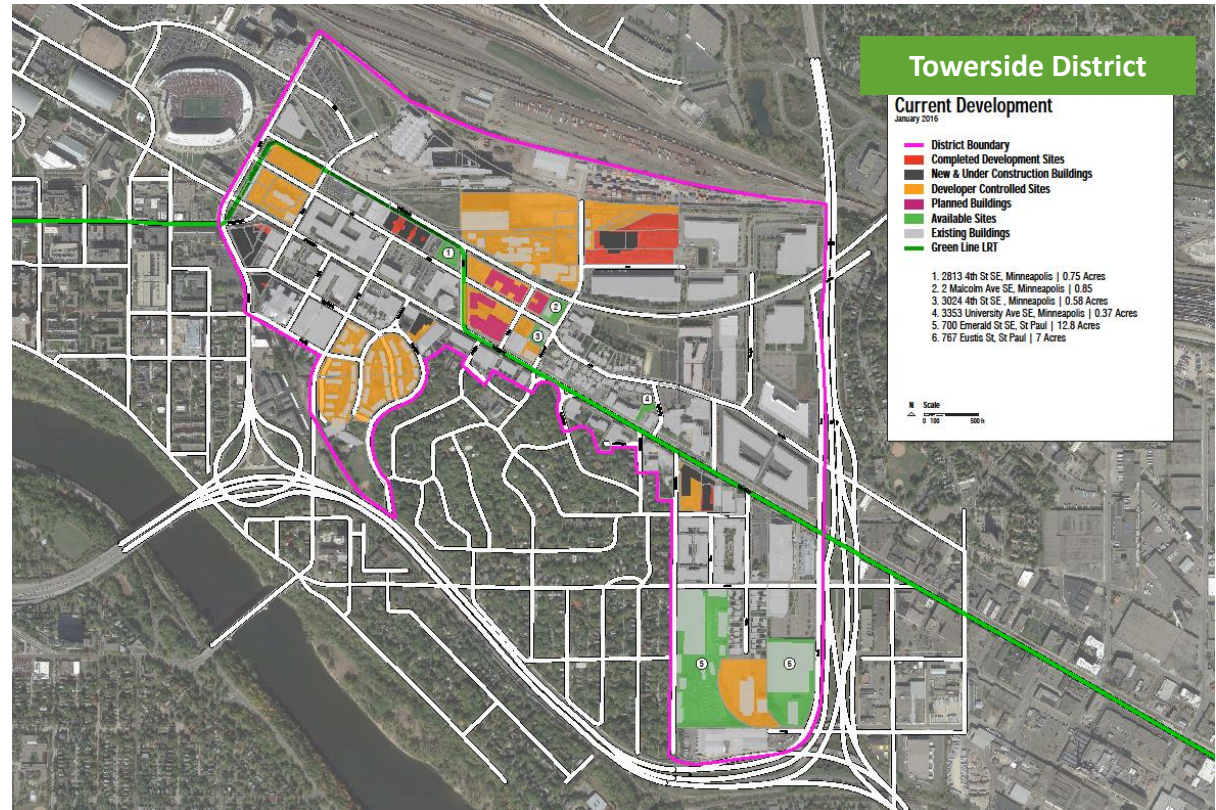 Towerside District
Current Development
January 2016
District Boundary
Completed Development Sites
New & Under Construction Buildings
Developer Controlled Sites
Planned Buildings
Available Sites
Existing Buildings
Green Line LRT
1. 2813 4th St SE, Minneapolis | 0.75 Acres
2. 2 Malcolm Ave SE, Minneapolis | 0.85
3. 3024 4th St SE , Minneapolis | 0.58 Acres
4. 3353 University Ave SE, Minneapolis | 0.37 Acres
5. 700 Emerald St SE, St Paul | 12.8 Acres
6. 767 Eustis St, St Paul | 7 Acres
N Scale
0 100 500 ft
1
2
3
4
5
6